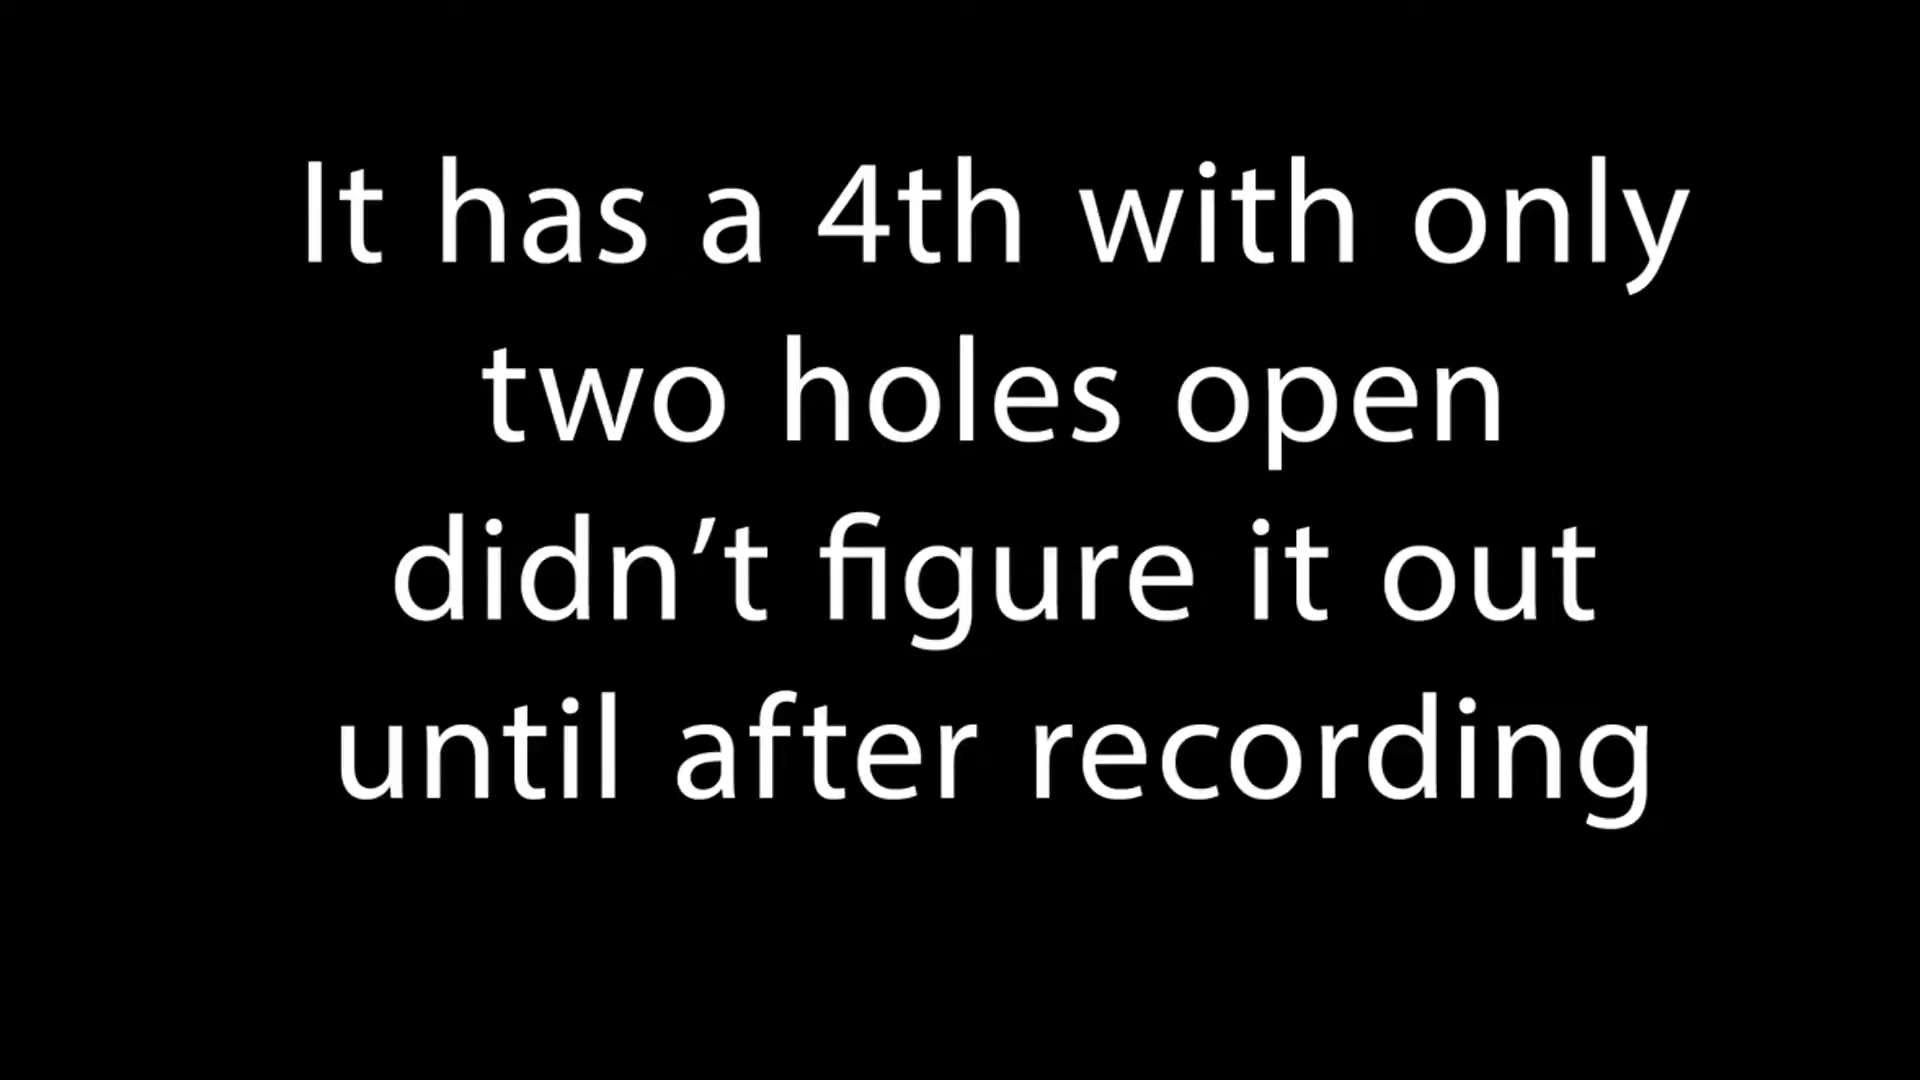 It has a 4th with only
two holes open
didn’t figure it out
until after recording